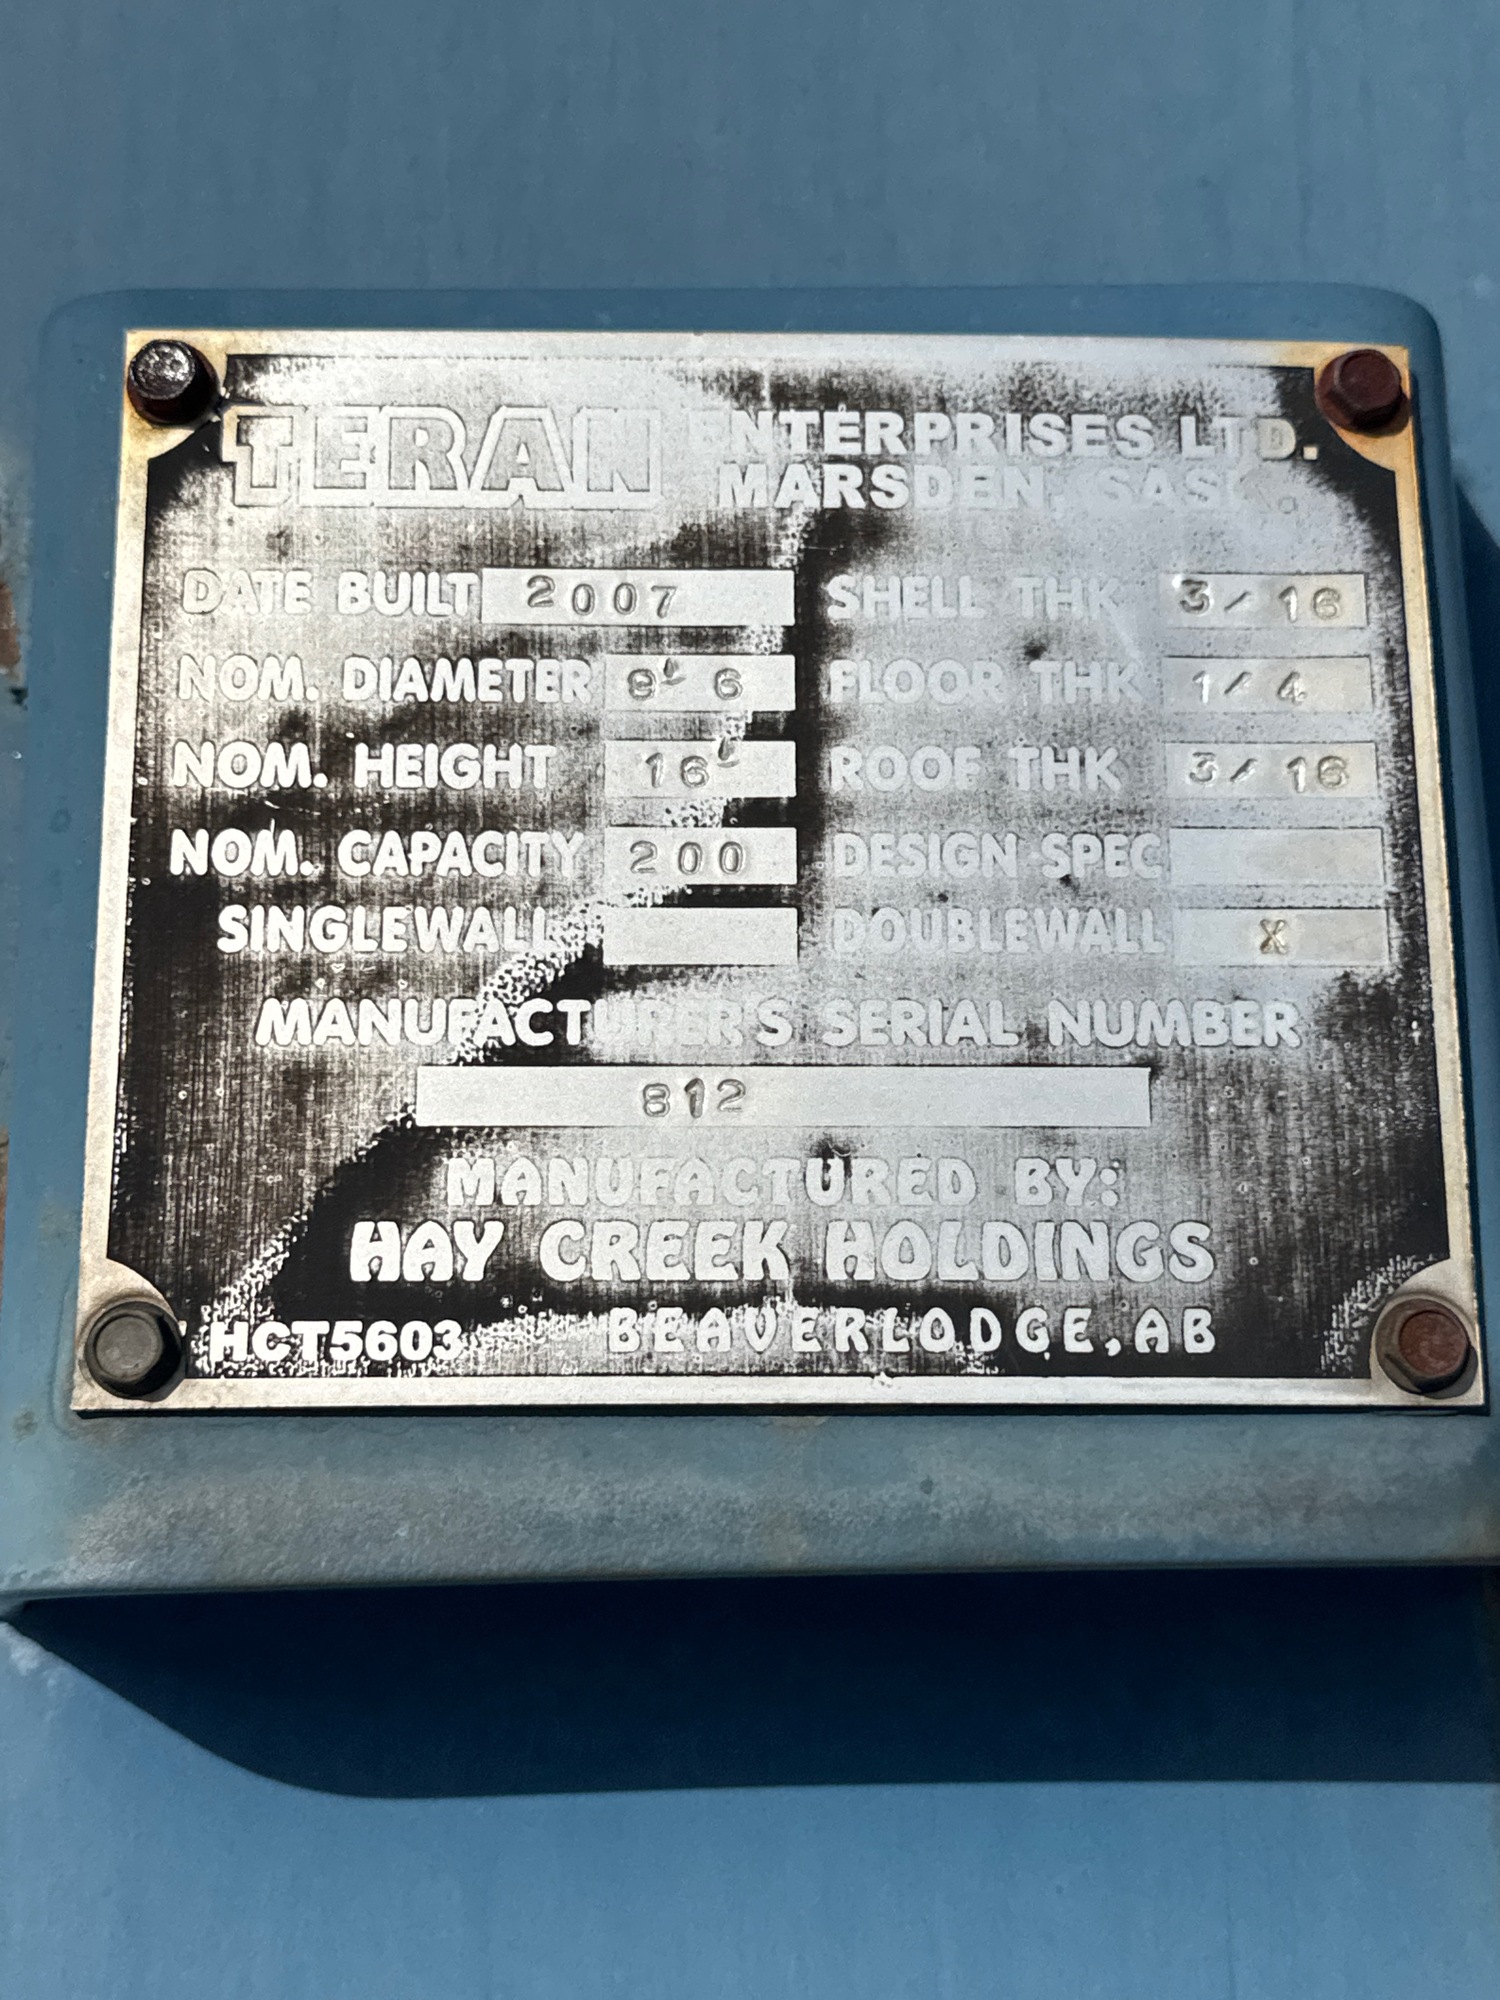 TERAN ENTERPRISES LTD.
MARSDEN, SASK.
DATE BUILT 2007 SHELL THK 3/16
NOM. DIAMETER 9' 6 FLOOR THK 1/4
NOM. HEIGHT 16' ROOF THK 3/16
NOM. CAPACITY 200 DESIGN SPEC
SINGLEWALL DOUBLEWALL X
MANUFACTURER'S SERIAL NUMBER
812
MANUFACTURED BY:
HAY CREEK HOLDINGS
HCT5603 BEAVERLODGE, AB